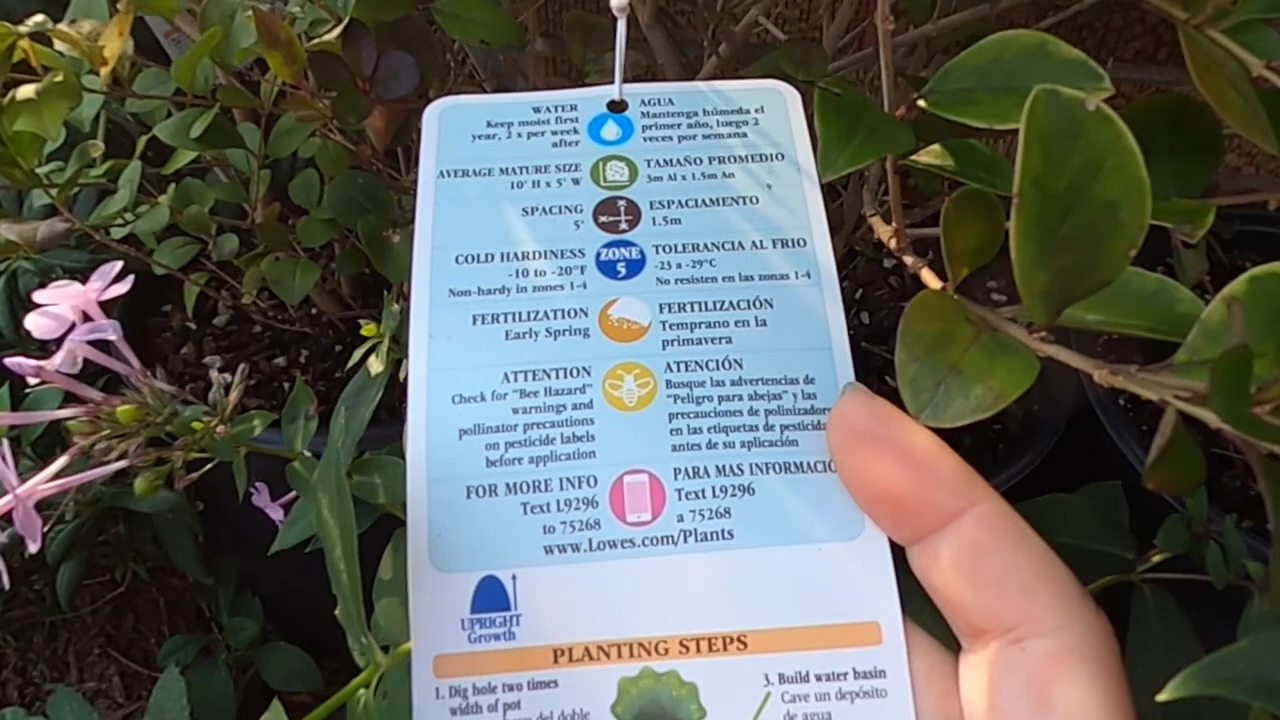 WATER
Keep moist first
year, 2 x per week
after
AGUA
Mantenga húmeda el
primer año, luego 2
veces por semana
AVERAGE MATURE SIZE
10' H x 5' W
TAMAÑO PROMEDIO
3m Al x 1.5m An
SPACING
5'
ESPACIAMENTO
1.5m
COLD HARDINESS
-10 to -20°F
Non-hardy in zones 1-4
ZONE
5
TOLERANCIA AL FRIO
-23 a -29°C
No resisten en las zonas 1-4
FERTILIZATION
Early Spring
FERTILIZACIÓN
Temprano en la
primavera
ATTENTION
Check for "Bee Hazard"
warnings and
pollinator precautions
on pesticide labels
before application
ATENCIÓN
Busque las advertencias de
"Peligro para abejas" y las
precauciones de polinizador
en las etiquetas de pesticida
antes de su aplicación
FOR MORE INFO
Text L9296
to 75268
PARA MAS INFORMACIÓ
Text L9296
a 75268
www.Lowes.com/Plants
UPRIGHT
Growth
PLANTING STEPS
1. Dig hole two times
width of pot
del doble
3. Build water basin
Cave un depósito
de agua